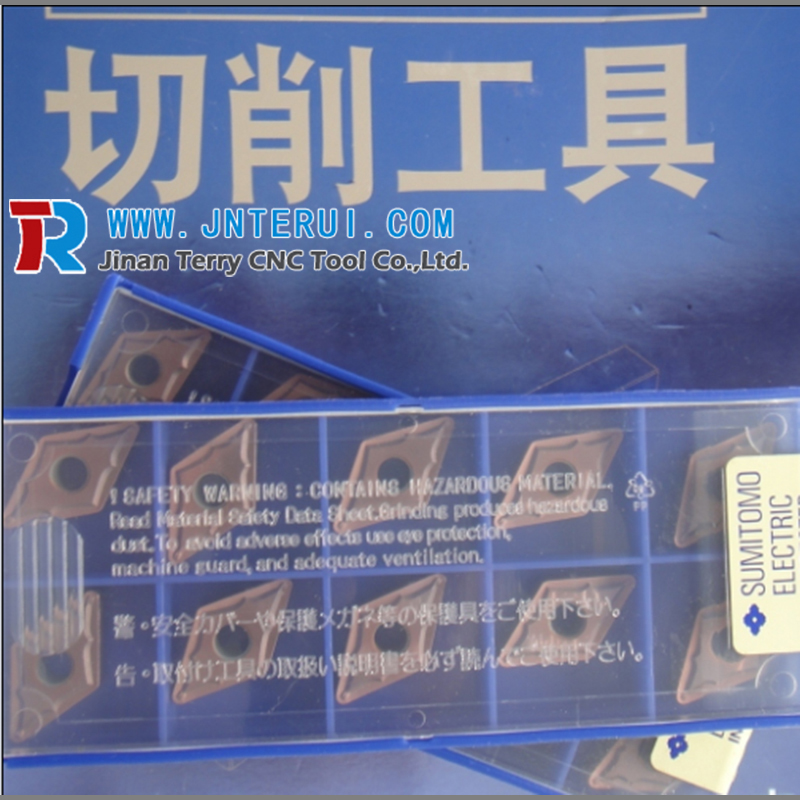 切削工具
TR
WWW.JNTERUI.COM
Jinan Terry CNC Tool Co.,Ltd.
! SAFETY WARNING : CONTAINS HAZARDOUS MATERIAL.
Read Material Safety Data Sheet.Grinding produces hazardous
dust.To avoid adverse effects use eye protection,
machine guard, and adequate ventilation.
PP
警・安全カバーや保護メガネ等の保護具をご使用下さい。
告・取付け工具の取扱い説明書を必ず読んでご使用下さい。
SUMITOMO
ELECTRIC